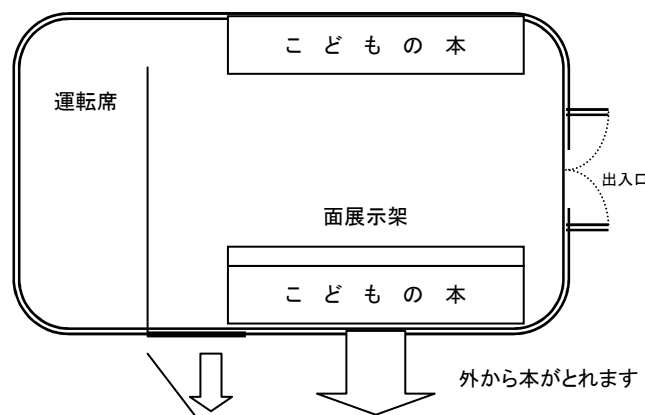 こどもの本
運転席
出入口
面展示架
こどもの本
外から本がとれます